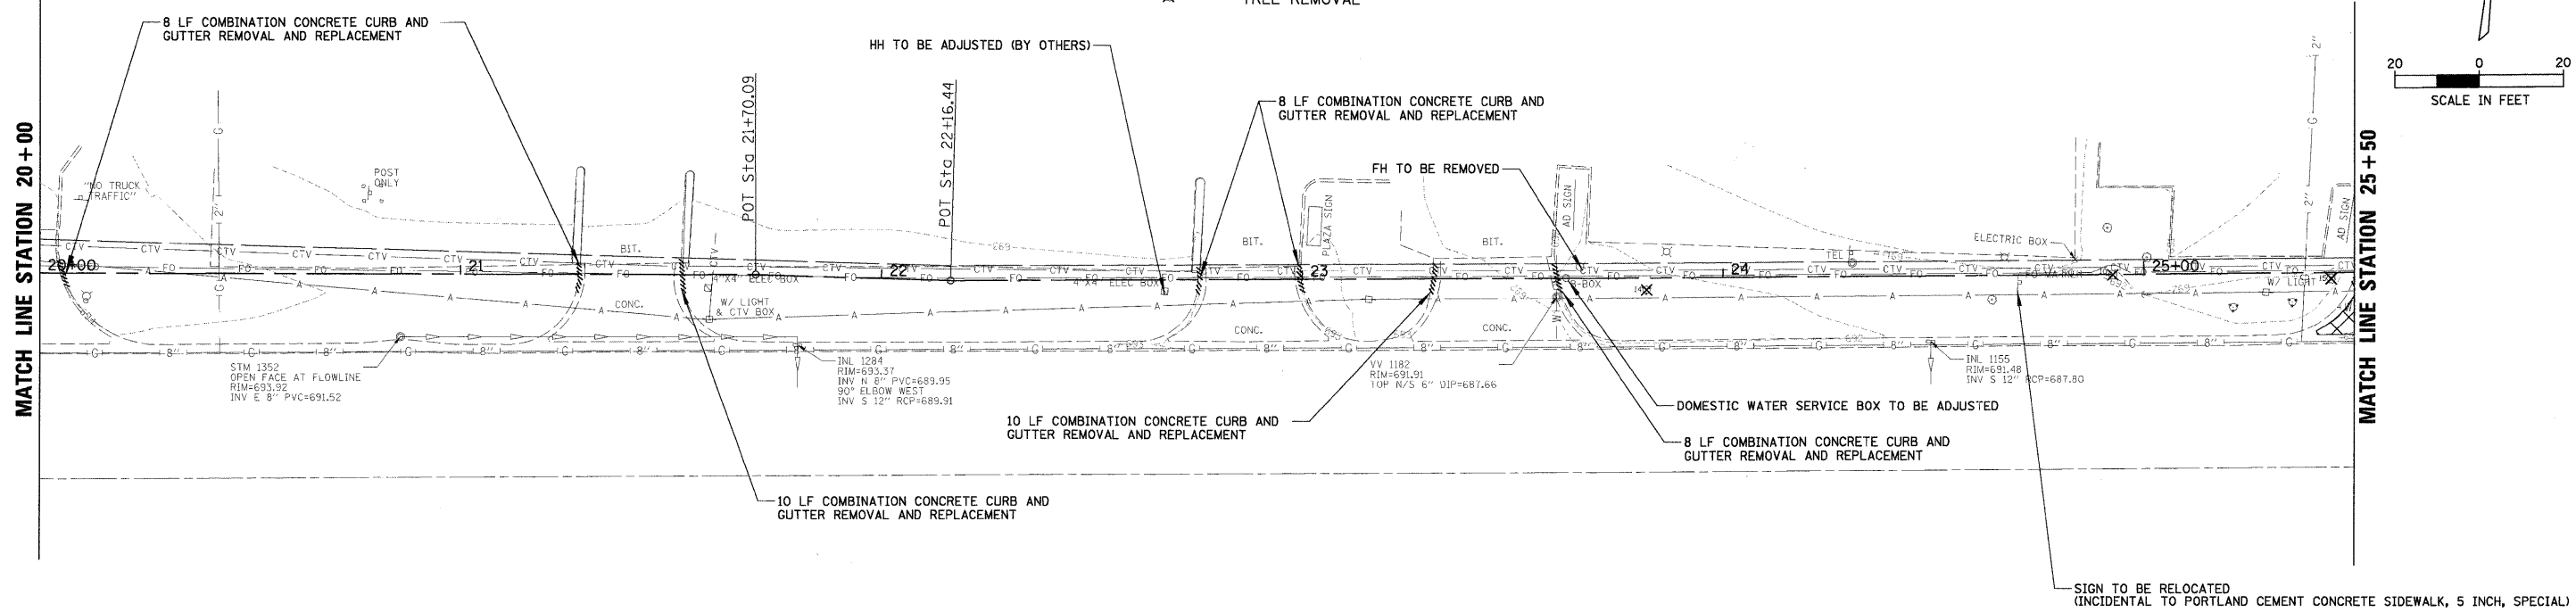 TREE REMOVAL
8 LF COMBINATION CONCRETE CURB AND
GUTTER REMOVAL AND REPLACEMENT
HH TO BE ADJUSTED (BY OTHERS)
8 LF COMBINATION CONCRETE CURB AND
GUTTER REMOVAL AND REPLACEMENT
FH TO BE REMOVED
20 0 20
SCALE IN FEET
MATCH LINE STATION 20+00
MATCH LINE STATION 25+50
POT Sta 21+70.09
POT Sta 22+16.44
"NO TRUCK
TRAFFIC"
POST
ONLY
PLAZA SIGN
AD SIGN
AD SIGN
BIT.
BIT.
BIT.
ELECTRIC BOX
TEL
20+00
21
22
23
24
25+00
4'X4' ELEC BOX
4'X4' ELEC BOX
B-BOX
W/ LIGHT
& CTV BOX
W/ LIGHT
CONC.
CONC.
CONC.
STM 1352
OPEN FACE AT FLOWLINE
RIM=693.92
INV E 8" PVC=691.52
INL 1284
RIM=693.37
INV N 8" PVC=689.95
90° ELBOW WEST
INV S 12" RCP=689.91
VV 1182
RIM=691.91
TOP N/S 6" DIP=687.66
INL 1155
RIM=691.48
INV S 12" RCP=687.80
DOMESTIC WATER SERVICE BOX TO BE ADJUSTED
10 LF COMBINATION CONCRETE CURB AND
GUTTER REMOVAL AND REPLACEMENT
8 LF COMBINATION CONCRETE CURB AND
GUTTER REMOVAL AND REPLACEMENT
10 LF COMBINATION CONCRETE CURB AND
GUTTER REMOVAL AND REPLACEMENT
SIGN TO BE RELOCATED
(INCIDENTAL TO PORTLAND CEMENT CONCRETE SIDEWALK, 5 INCH, SPECIAL)